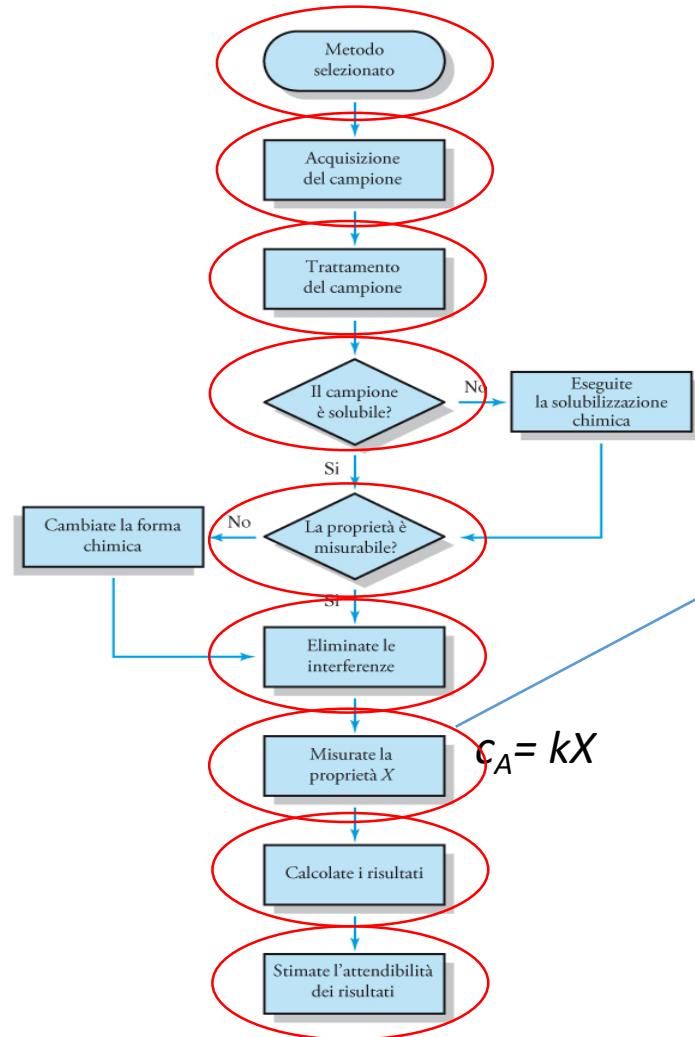 Metodo
selezionato
Acquisizione
del campione
Trattamento
del campione
Il campione
è solubile?
No
Eseguite
la solubilizzazione
chimica
Si
La proprietà è
misurabile?
No
Cambiate la forma
chimica
Si
Eliminate le
interferenze
Misurate la
proprietà X
c_A = kX
Calcolate i risultati
Stimate l'attendibilità
dei risultati